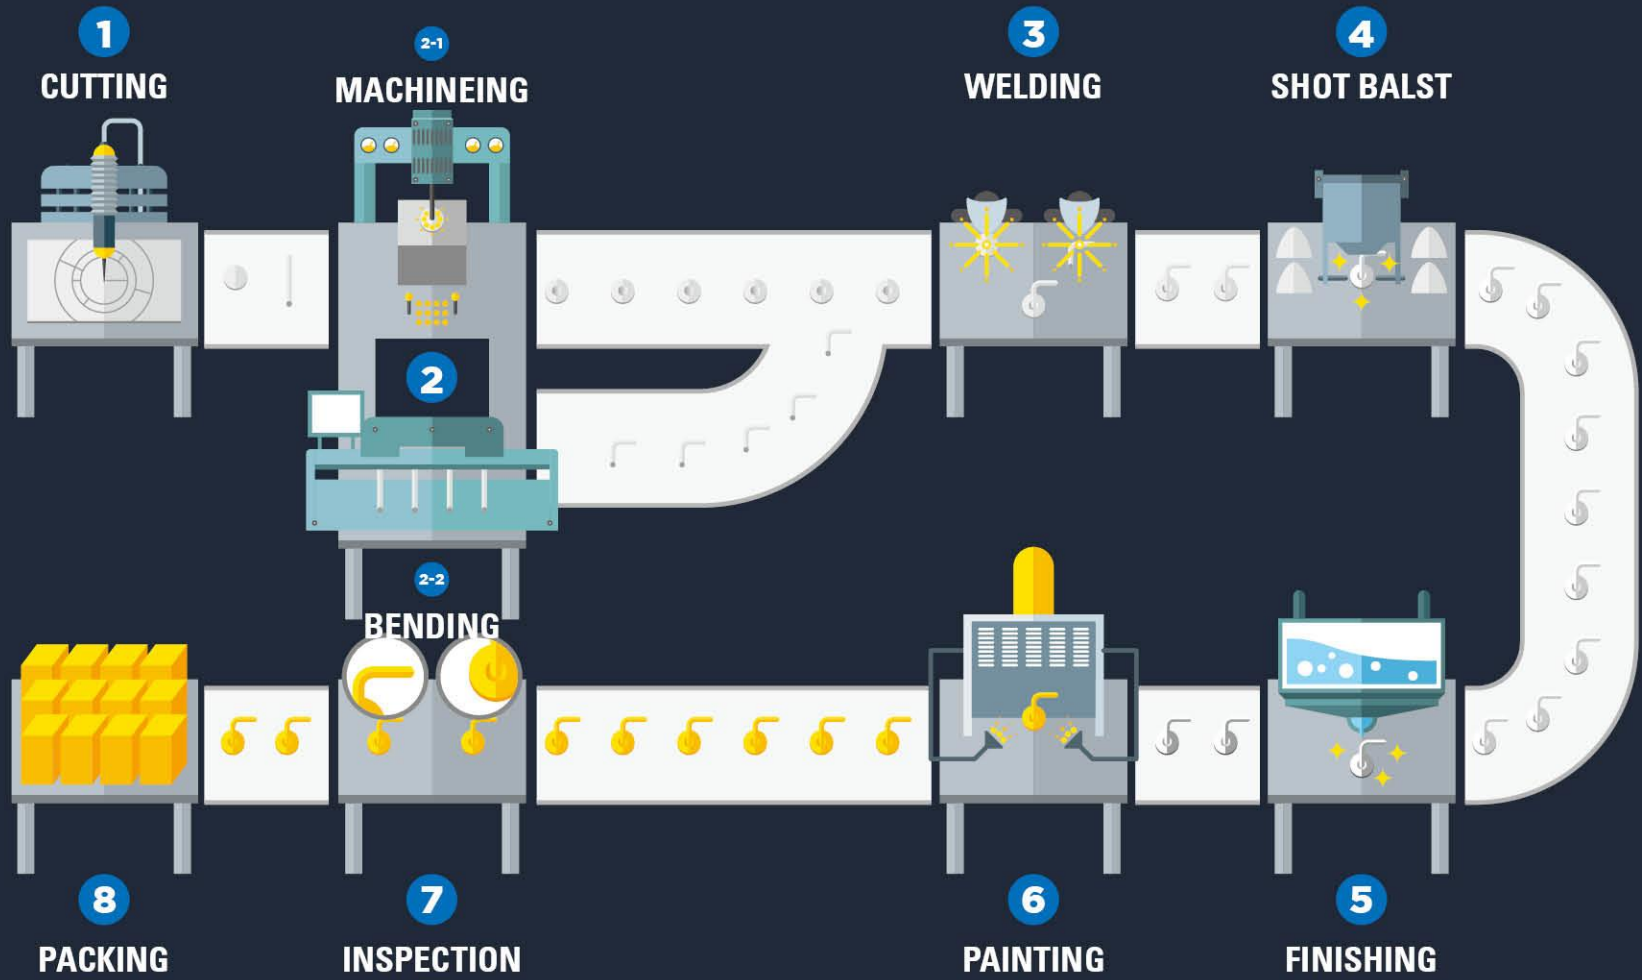 1
CUTTING
2-1
MACHINEING
3
WELDING
4
SHOT BALST
2
2-2
BENDING
8
PACKING
7
INSPECTION
6
PAINTING
5
FINISHING